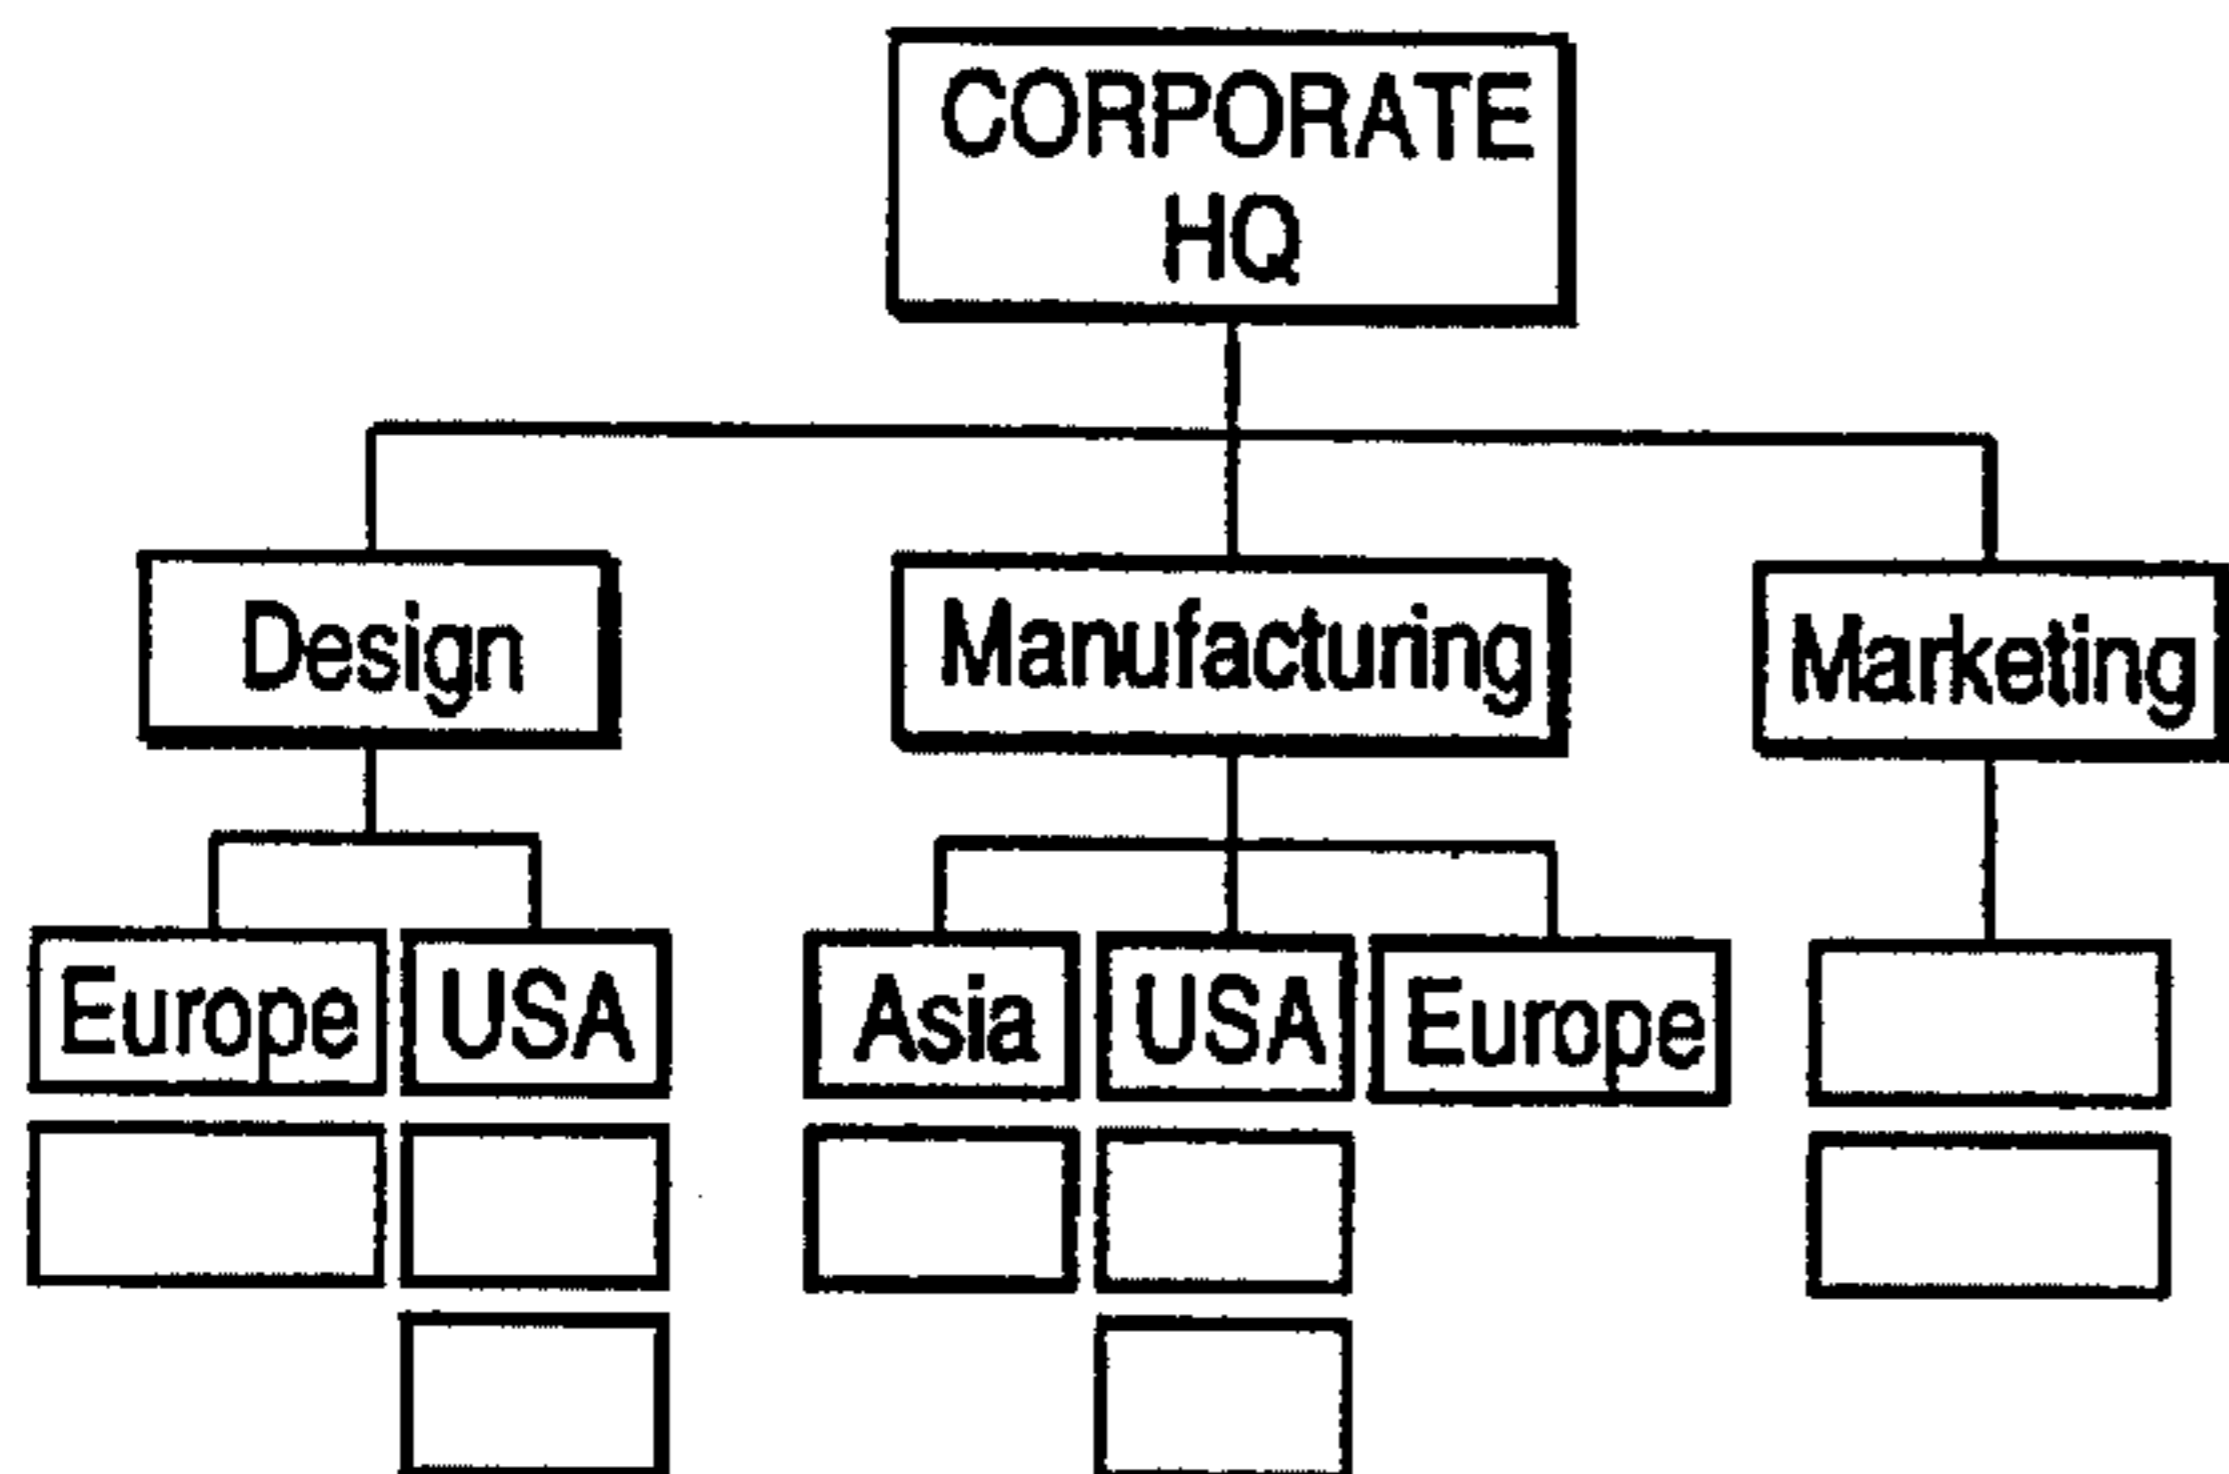 CORPORATE
HQ
Design
Manufacturing
Marketing
Europe
USA
Asia
USA
Europe